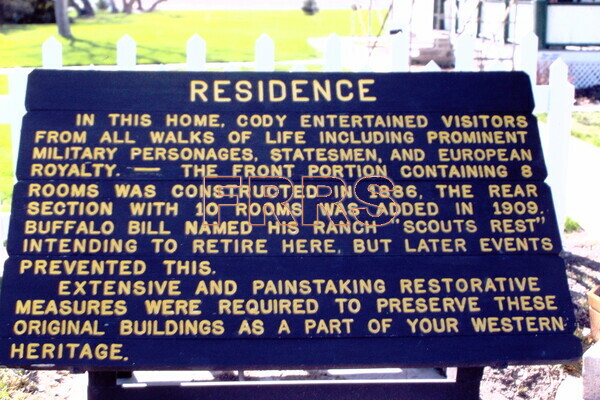 RESIDENCE
IN THIS HOME, CODY ENTERTAINED VISITORS
FROM ALL WALKS OF LIFE INCLUDING PROMINENT
MILITARY PERSONAGES, STATESMEN, AND EUROPEAN
ROYALTY. — THE FRONT PORTION CONTAINING 8
ROOMS WAS CONSTRUCTED IN 1886, THE REAR
SECTION WITH 10 ROOMS WAS ADDED IN 1909.
BUFFALO BILL NAMED HIS RANCH "SCOUTS REST"
INTENDING TO RETIRE HERE, BUT LATER EVENTS
PREVENTED THIS.
EXTENSIVE AND PAINSTAKING RESTORATIVE
MEASURES WERE REQUIRED TO PRESERVE THESE
ORIGINAL BUILDINGS AS A PART OF YOUR WESTERN
HERITAGE.
FRRS